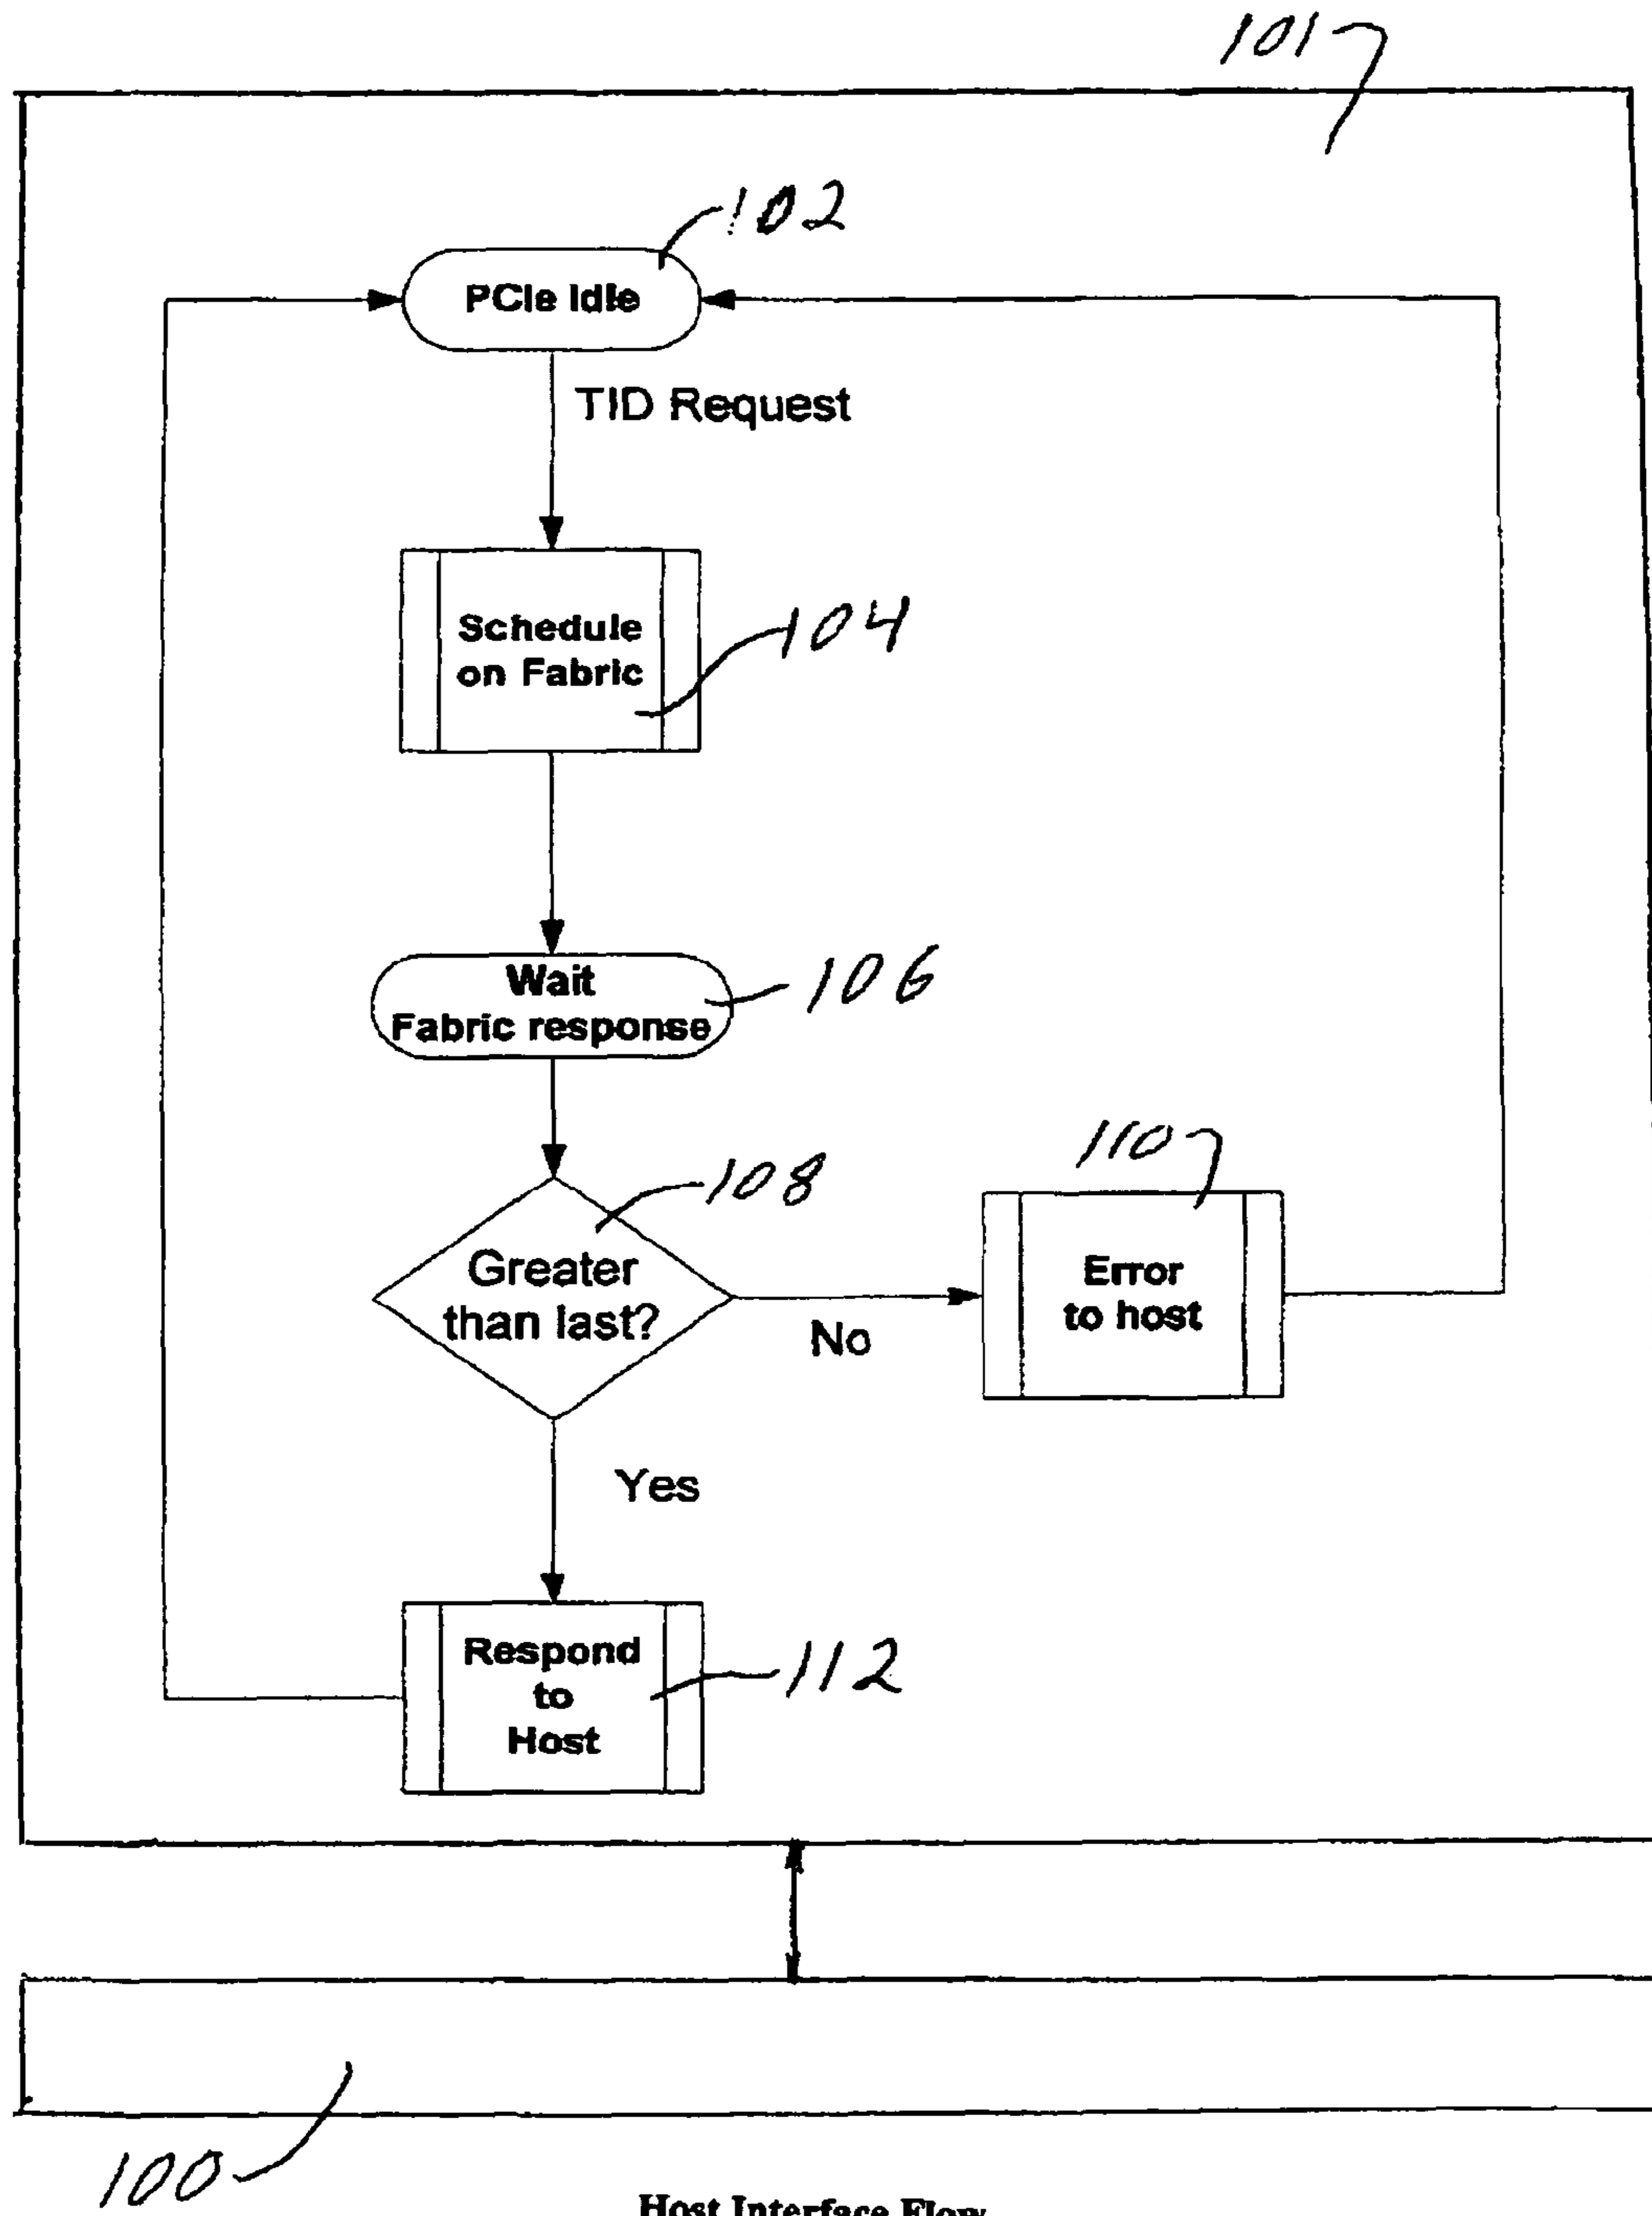 101
102
PCIe Idle
TID Request
Schedule
on Fabric
104
Wait
Fabric response
106
108
110
Greater
than last?
No
Error
to host
Yes
Respond
to
Host
112
100
Host Interface Flow